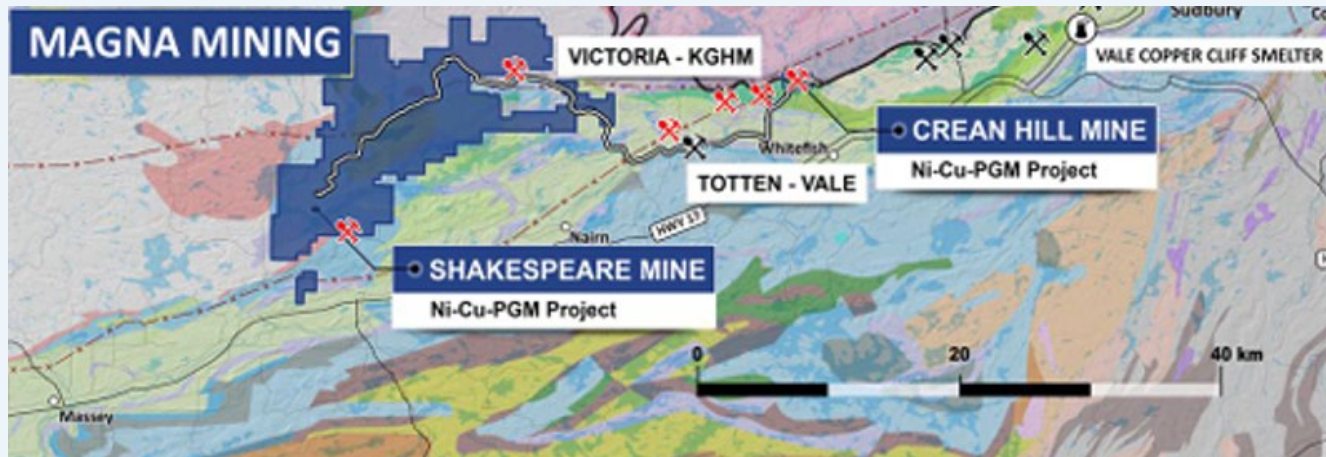 MAGNA MINING
VICTORIA - KGHM
Sudbury
VALE COPPER CLIFF SMELTER
CREAN HILL MINE
Ni-Cu-PGM Project
Whitefish
TOTTEN - VALE
HWY 17
Nairn
SHAKESPEARE MINE
Ni-Cu-PGM Project
0 20 40 km
Massey